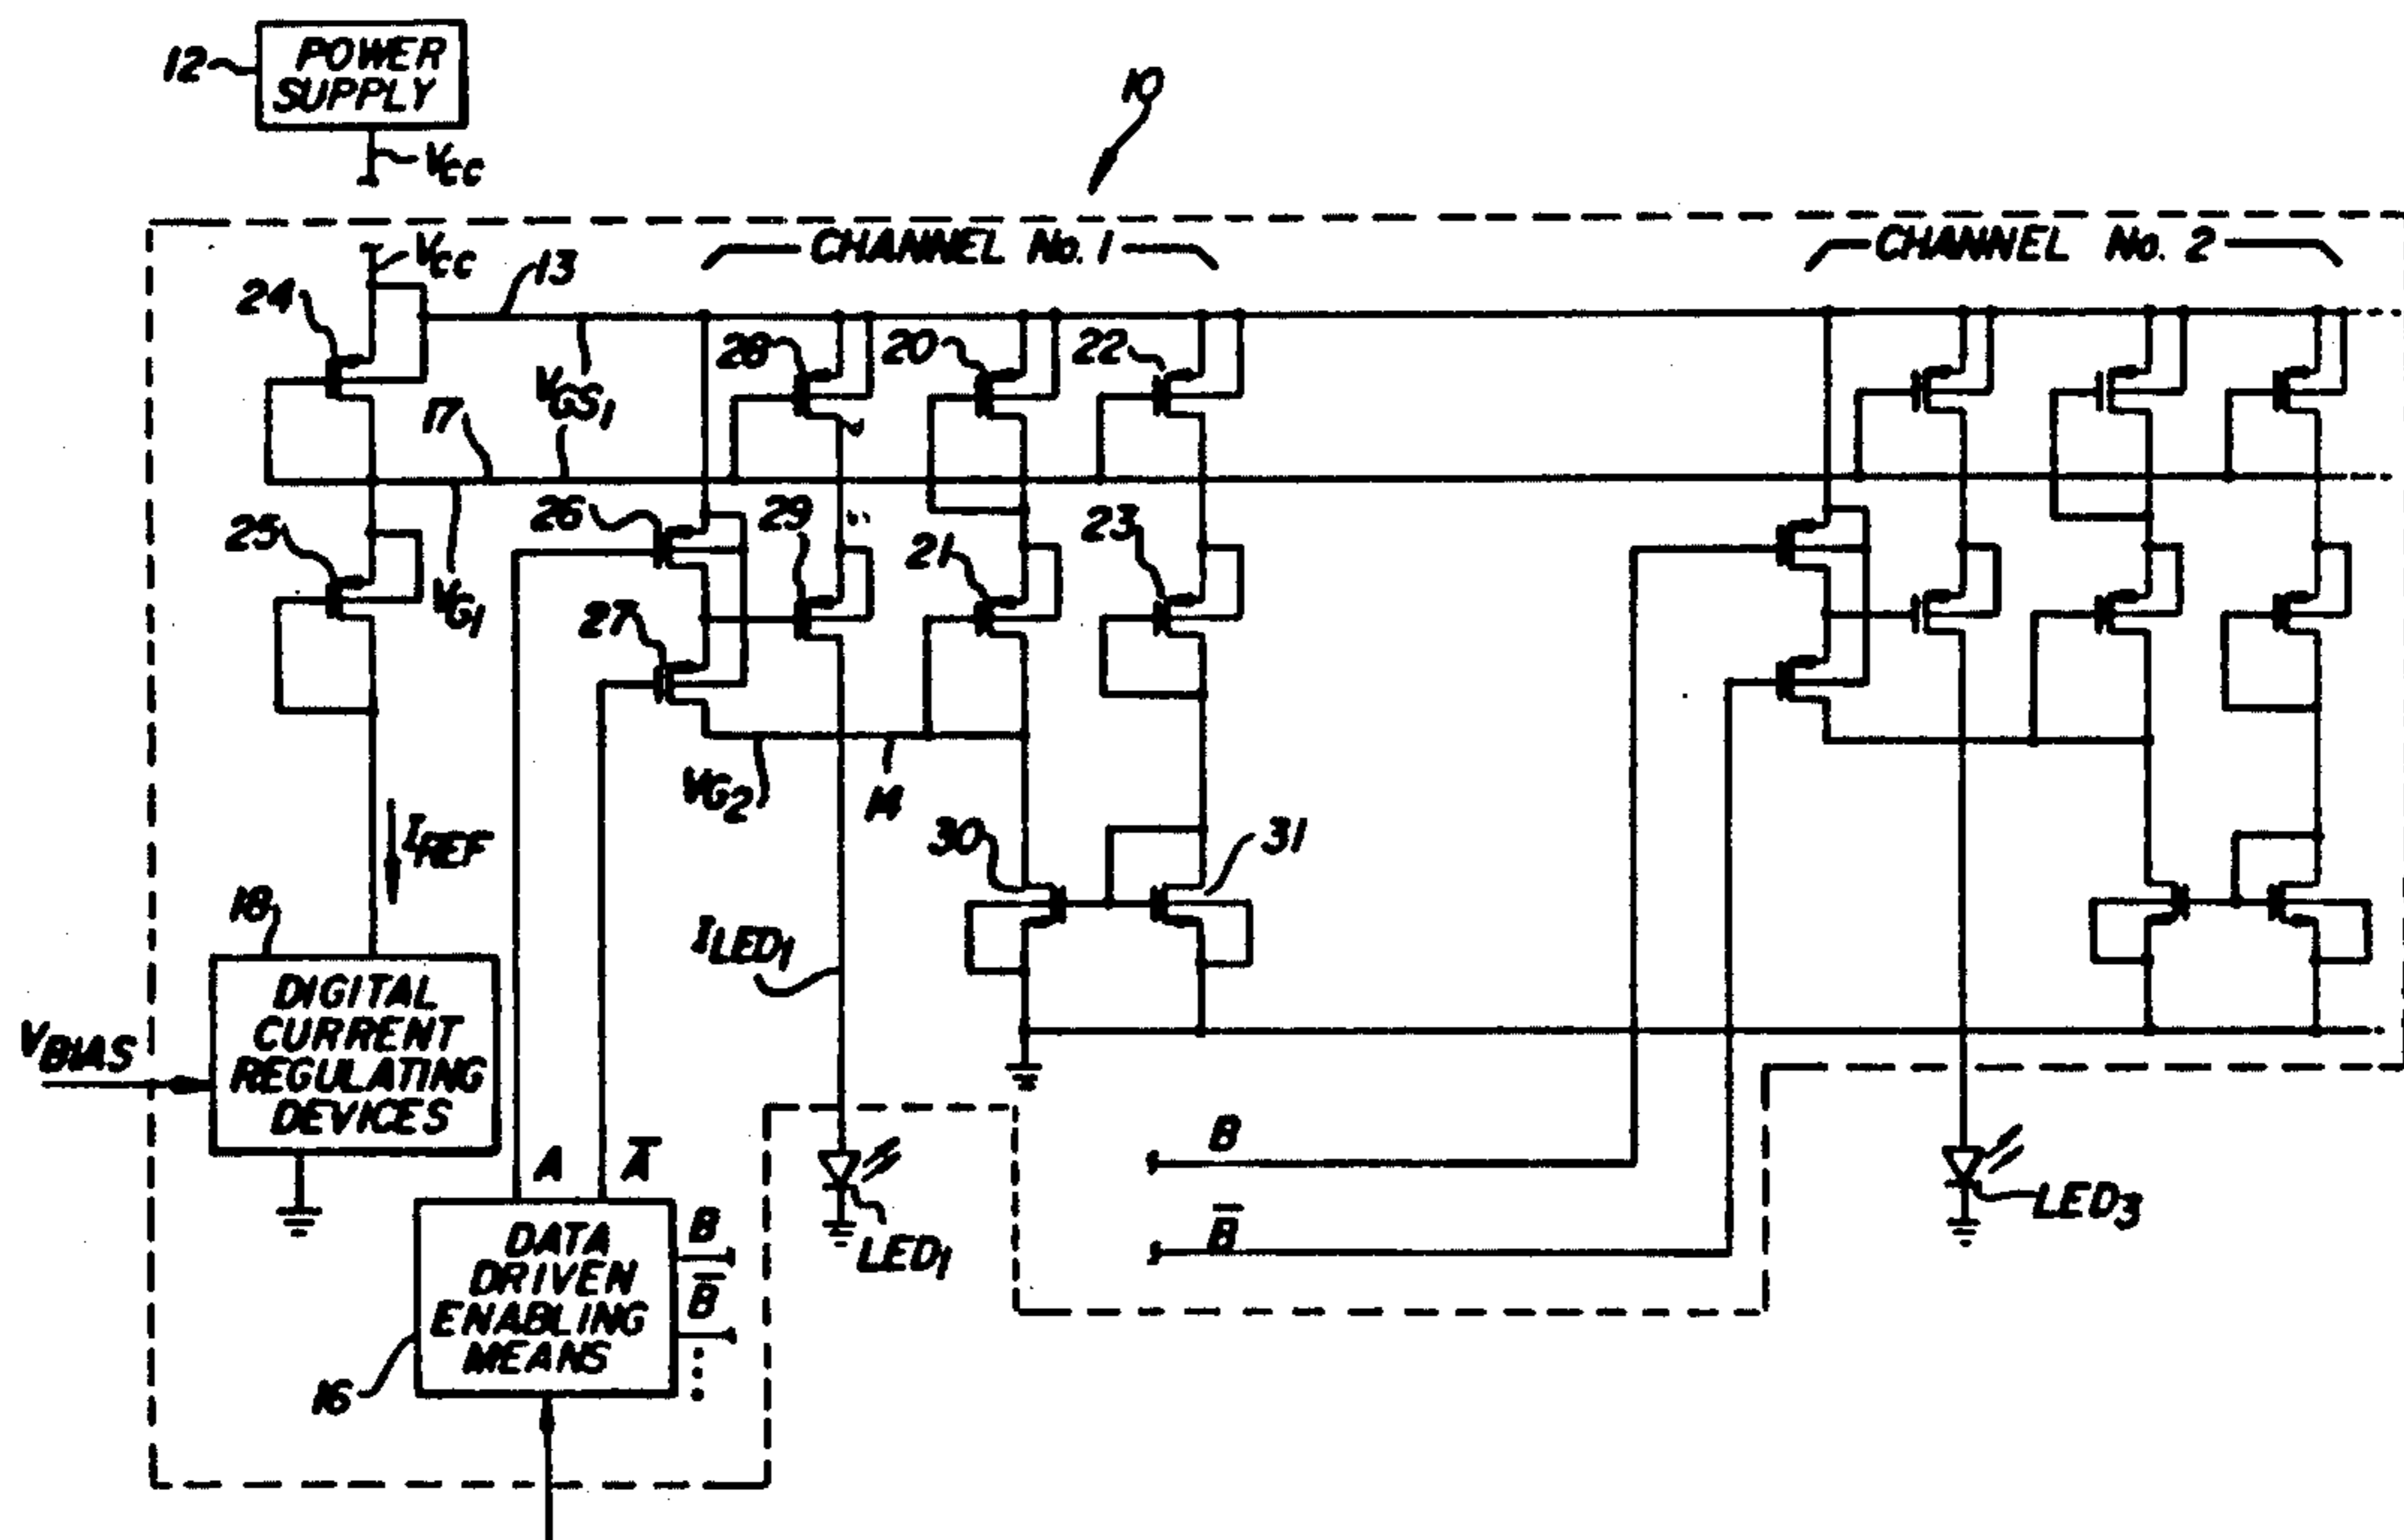 12
POWER
SUPPLY
VCC
10
CHANNEL No. 1
CHANNEL No. 2
VCC
13
24
28
20
22
VGS1
17
26
29
21
23
25
VG1
27
VG2
14
IREF
30
31
18
ILED1
DIGITAL
CURRENT
REGULATING
DEVICES
VBIAS
A
Ā
B
B̄
LED1
LED3
DATA
DRIVEN
ENABLING
MEANS
B
B̄
16